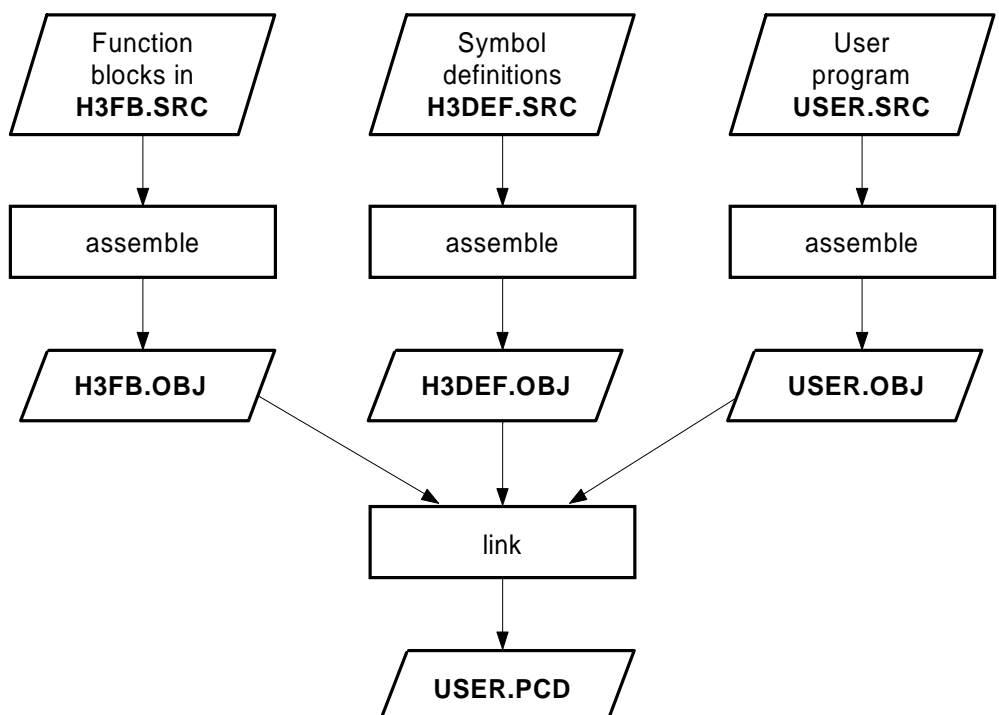 Function
blocks in
H3FB.SRC
Symbol
definitions
H3DEF.SRC
User
program
USER.SRC
assemble
assemble
assemble
H3FB.OBJ
H3DEF.OBJ
USER.OBJ
link
USER.PCD